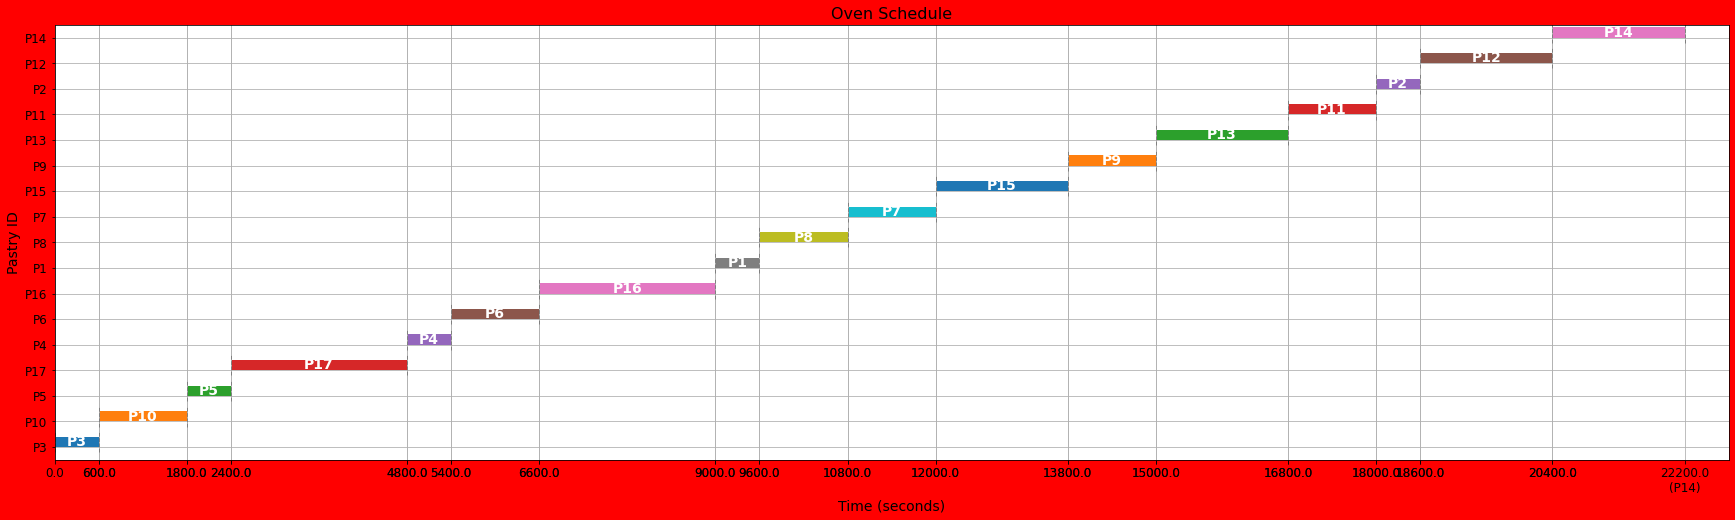 Oven Schedule
P14
P14
P12
P12
P2
P2
P11
P11
P13
P13
P9
P9
P15
P15
P7
P7
P8
P8
P1
P1
P16
P16
P6
P6
P4
P4
P17
P17
P5
P5
P10
P10
P3
P3
Pastry ID
0.0 600.0 1800.0 2400.0 4800.0 5400.0 6600.0 9000.0 9600.0 10800.0 12000.0 13800.0 15000.0 16800.0 18000.0 18600.0 20400.0 22200.0
(P14)
Time (seconds)